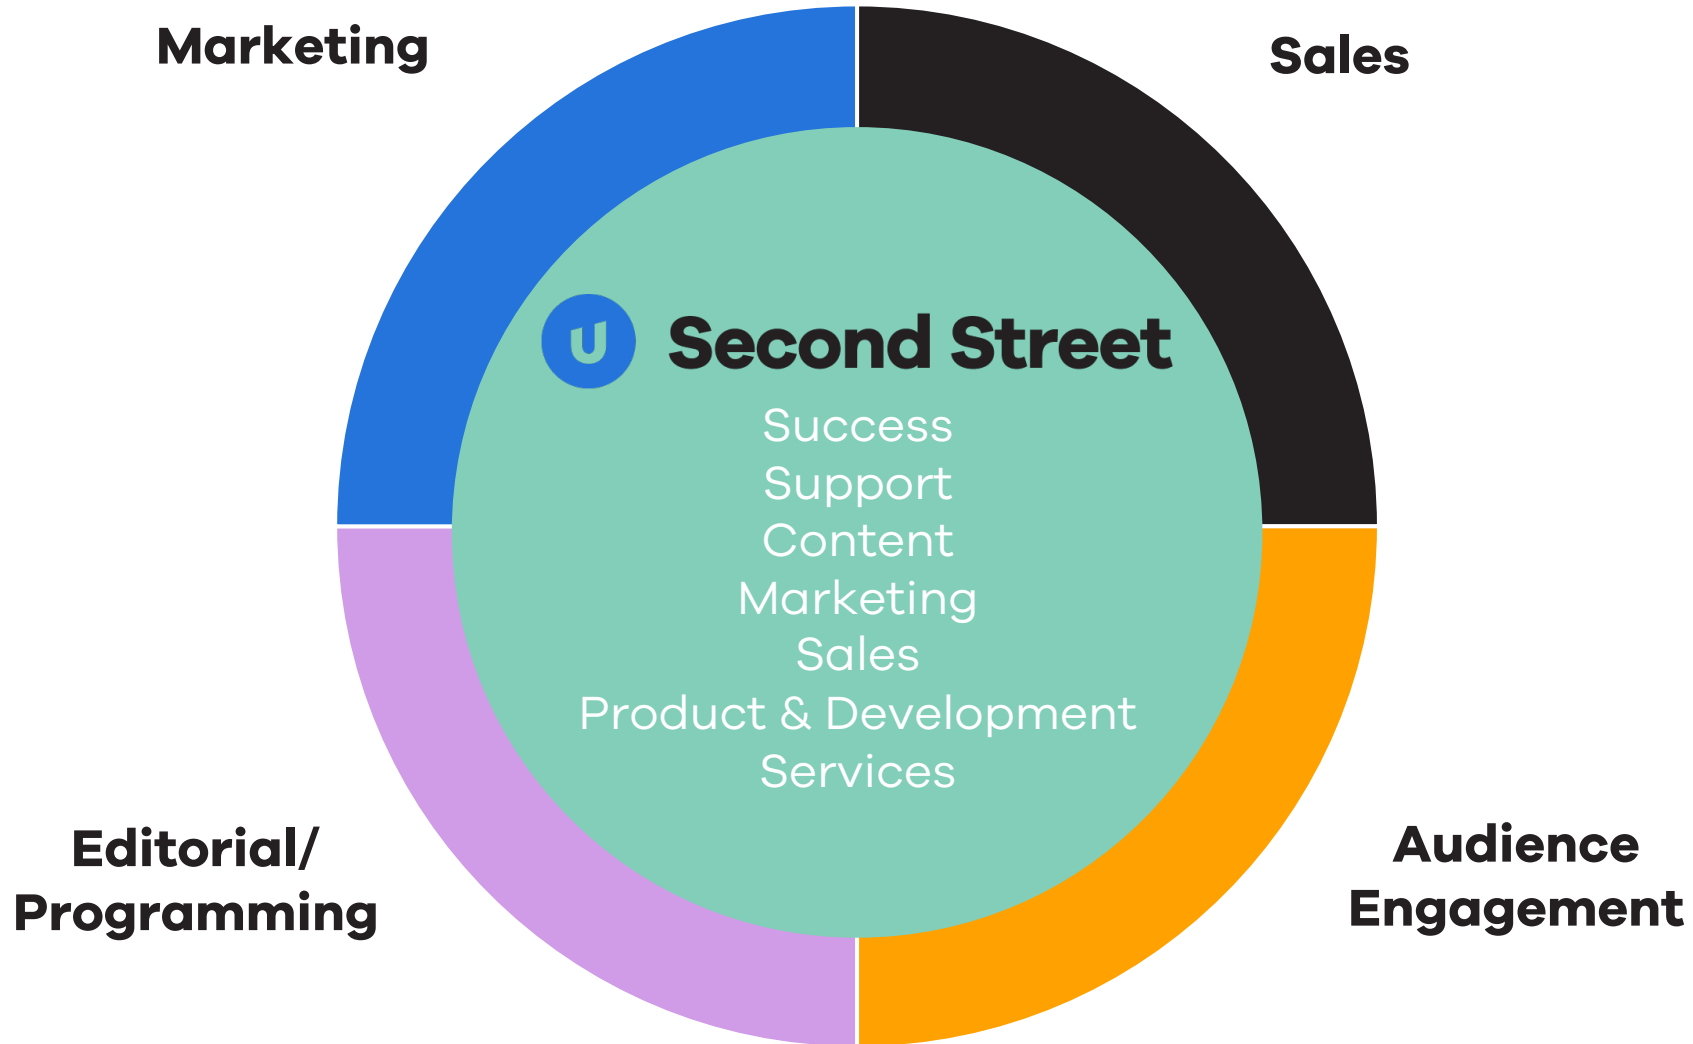 Marketing
Sales
Second Street
Success
Support
Content
Marketing
Sales
Product & Development
Services
Editorial/
Programming
Audience
Engagement